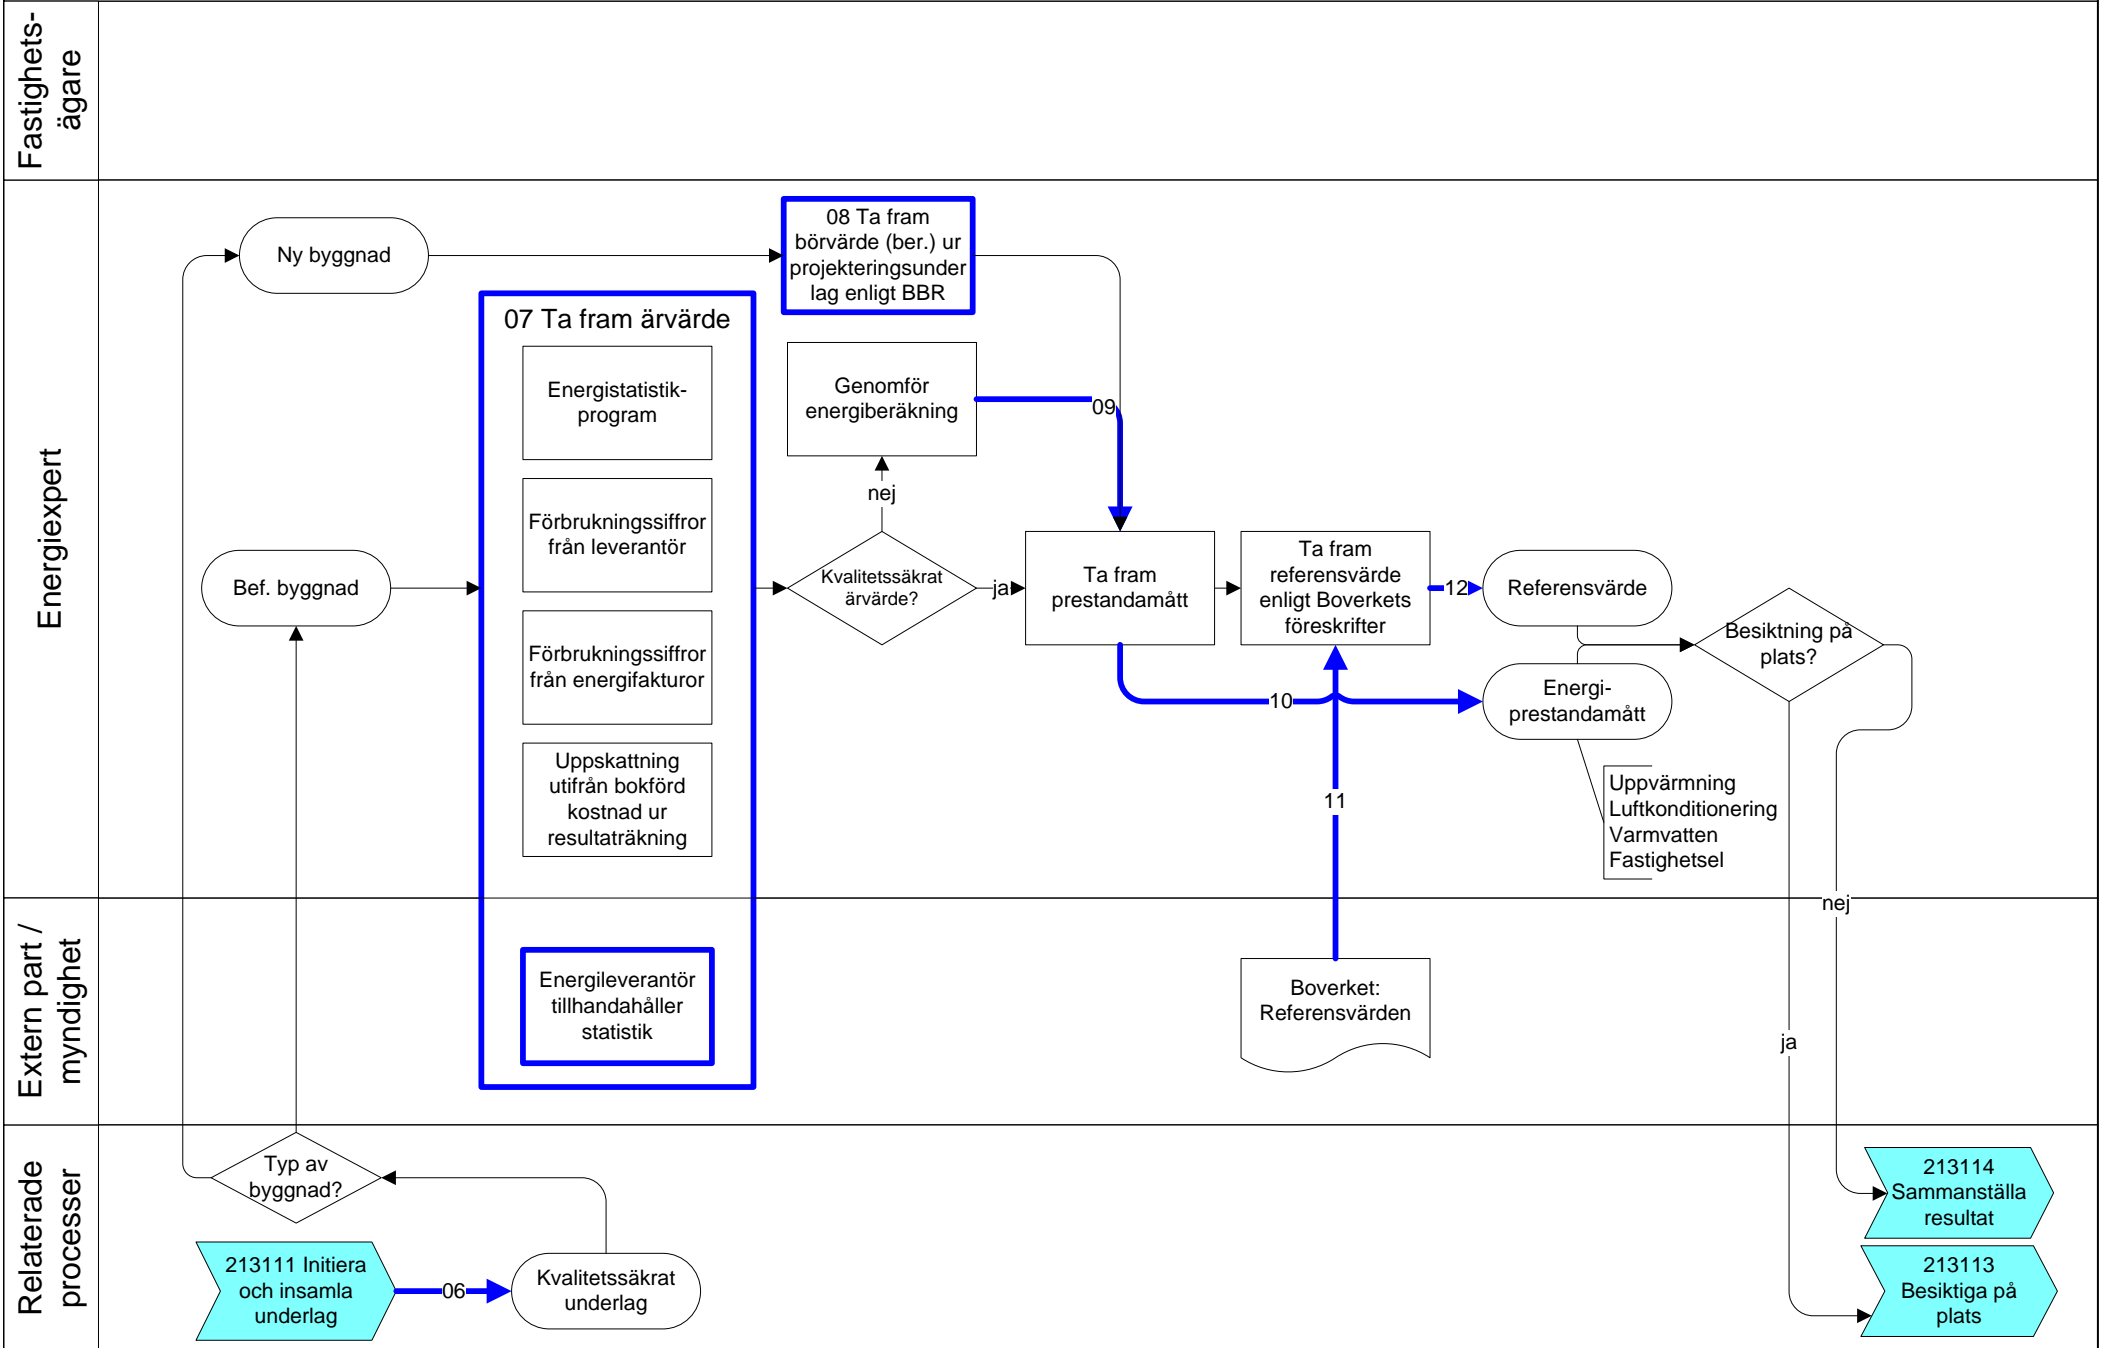 Fastighets-
ägare
Energiexpert
Ny byggnad
08 Ta fram
börvärde (ber.) ur
projekteringsunder
lag enligt BBR
07 Ta fram ärvärde
Energistatistik-
program
Förbrukningssiffror
från leverantör
Förbrukningssiffror
från energifakturor
Uppskattning
utifrån bokförd
kostnad ur
resultaträkning
Genomför
energiberäkning
09
nej
Bef. byggnad
Kvalitetssäkrat
ärvärde?
ja
Ta fram
prestandamått
Ta fram
referensvärde
enligt Boverkets
föreskrifter
12
Referensvärde
Besiktning på
plats?
10
Energi-
prestandamått
11
Uppvärmning
Luftkonditionering
Varmvatten
Fastighetsel
nej
Extern part /
myndighet
Energileverantör
tillhandahåller
statistik
Boverket:
Referensvärden
ja
Relaterade
processer
Typ av
byggnad?
213111 Initiera
och insamla
underlag
06
Kvalitetssäkrat
underlag
213114
Sammanställa
resultat
213113
Besiktiga på
plats